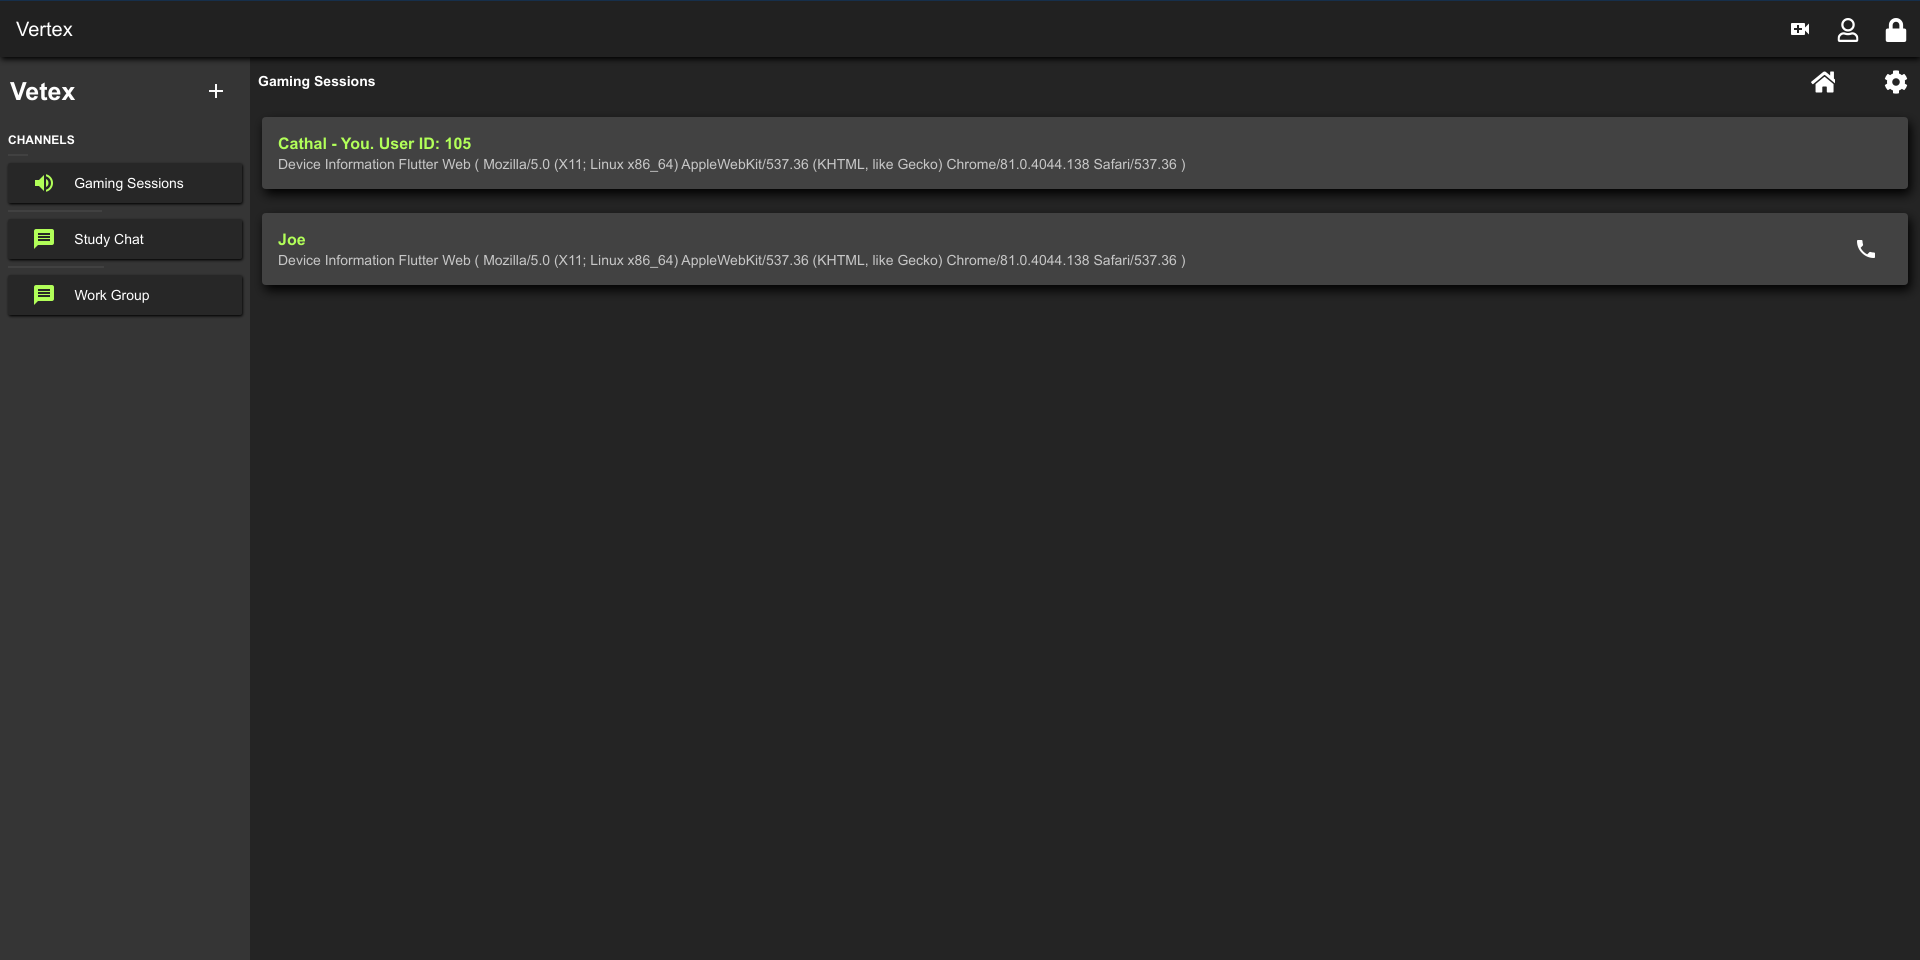 Vertex
Vetex
CHANNELS
Gaming Sessions
Study Chat
Work Group
Gaming Sessions
Cathal - You. User ID: 105
Device Information Flutter Web ( Mozilla/5.0 (X11; Linux x86_64) AppleWebKit/537.36 (KHTML, like Gecko) Chrome/81.0.4044.138 Safari/537.36 )
Joe
Device Information Flutter Web ( Mozilla/5.0 (X11; Linux x86_64) AppleWebKit/537.36 (KHTML, like Gecko) Chrome/81.0.4044.138 Safari/537.36 )